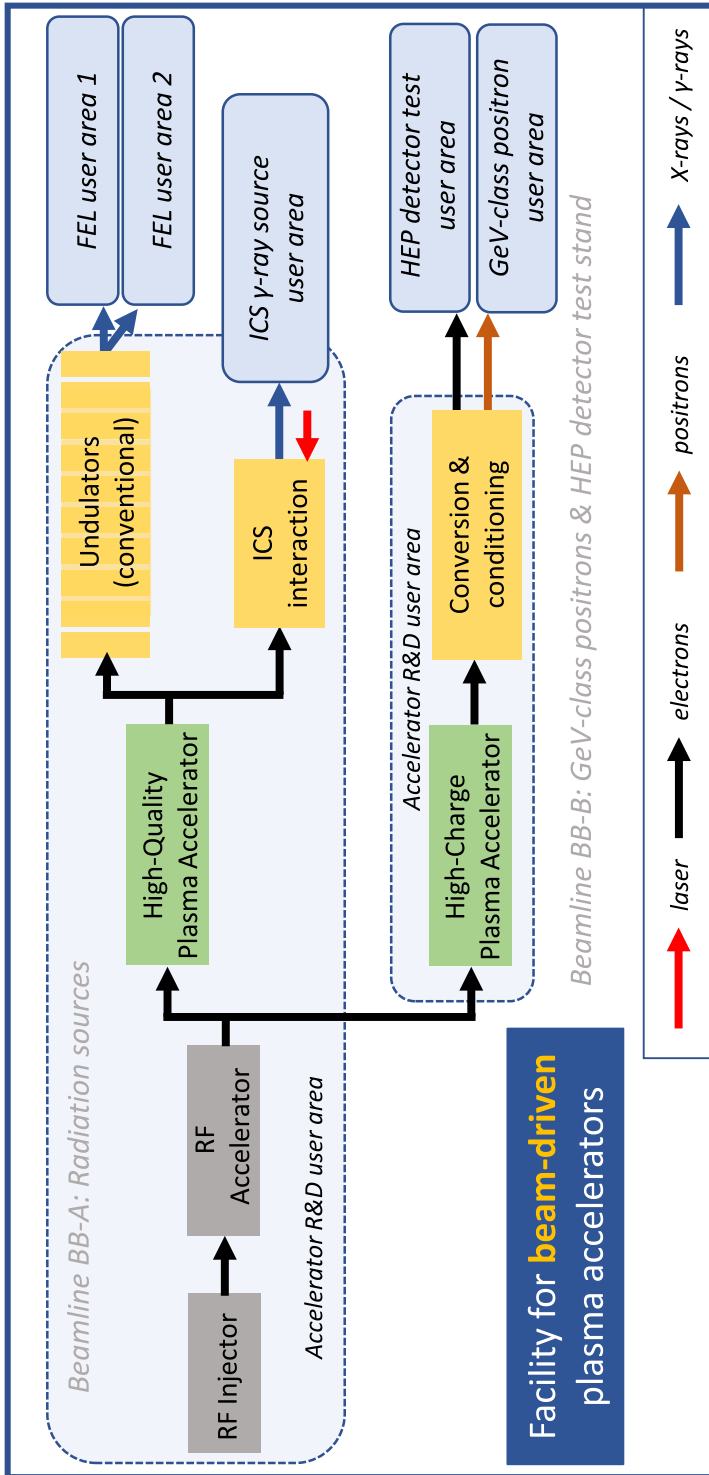 Beamline BB-A: Radiation sources
RF Injector
RF
Accelerator
Accelerator R&D user area
High-Quality
Plasma Accelerator
Undulators
(conventional)
FEL user area 1
FEL user area 2
ICS
interaction
ICS γ-ray source
user area
Accelerator R&D user area
High-Charge
Plasma Accelerator
Conversion &
conditioning
HEP detector test
user area
GeV-class positron
user area
Beamline BB-B: GeV-class positrons & HEP detector test stand
Facility for beam-driven
plasma accelerators
laser
electrons
positrons
X-rays / γ-rays